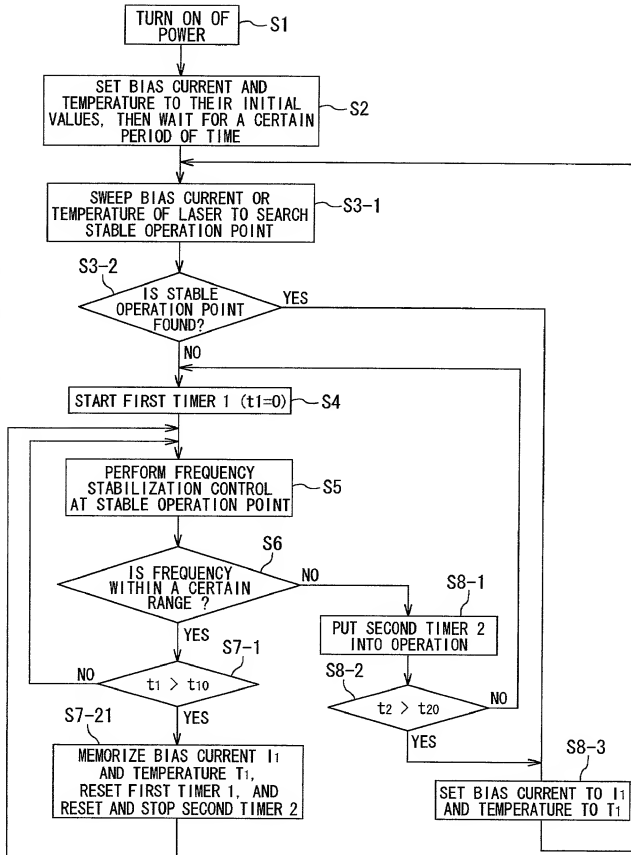 TURN ON OF
POWER
S1
SET BIAS CURRENT AND
TEMPERATURE TO THEIR INITIAL
VALUES, THEN WAIT FOR A CERTAIN
PERIOD OF TIME
S2
SWEEP BIAS CURRENT OR
TEMPERATURE OF LASER TO SEARCH
STABLE OPERATION POINT
S3-1
S3-2
IS STABLE
OPERATION POINT
FOUND?
YES
NO
START FIRST TIMER 1 (t1=0)
S4
PERFORM FREQUENCY
STABILIZATION CONTROL
AT STABLE OPERATION POINT
S5
S6
IS FREQUENCY
WITHIN A CERTAIN
RANGE ?
NO
YES
S8-1
PUT SECOND TIMER 2
INTO OPERATION
S7-1
NO
t1 > t10
YES
S8-2
t2 > t20
NO
YES
S7-21
MEMORIZE BIAS CURRENT I1
AND TEMPERATURE T1,
RESET FIRST TIMER 1, AND
RESET AND STOP SECOND TIMER 2
S8-3
SET BIAS CURRENT TO I1
AND TEMPERATURE TO T1